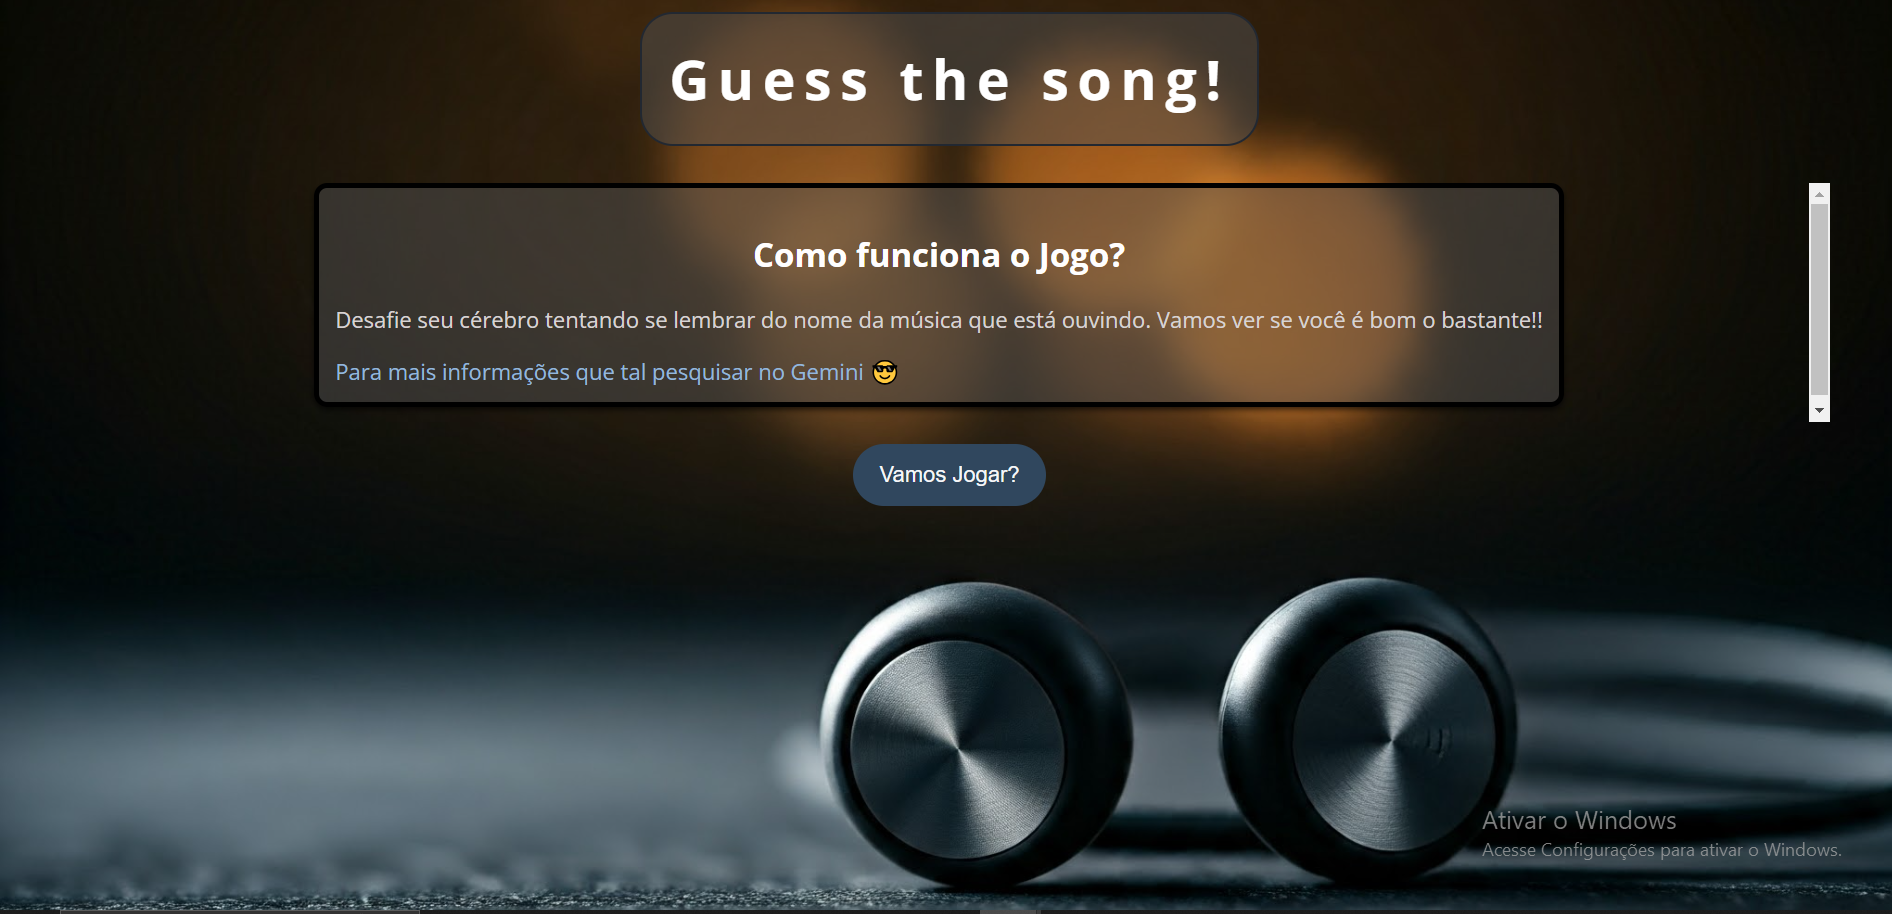 Guess the song!
Como funciona o Jogo?
Desafie seu cérebro tentando se lembrar do nome da música que está ouvindo. Vamos ver se você é bom o bastante!!
Para mais informações que tal pesquisar no Gemini 😎
Vamos Jogar?
Ativar o Windows
Acesse Configurações para ativar o Windows.